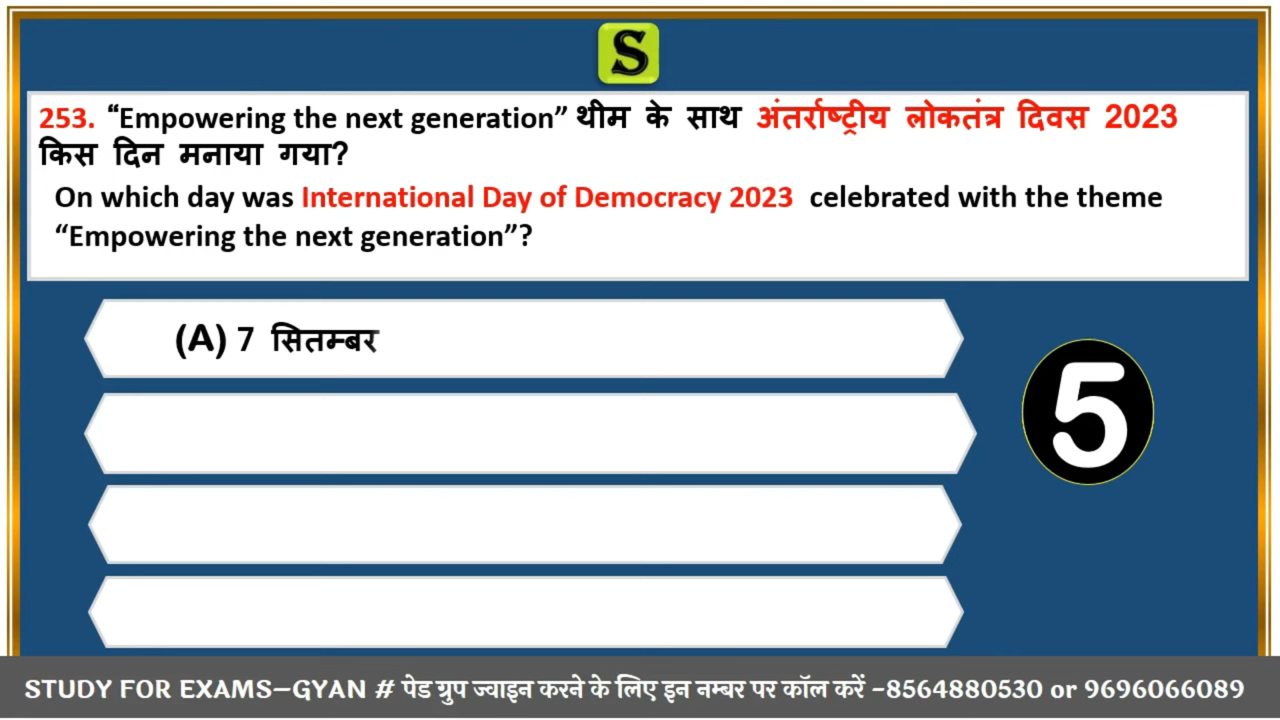 S
253. “Empowering the next generation” थीम के साथ अंतर्राष्ट्रीय लोकतंत्र दिवस 2023
किस दिन मनाया गया?
On which day was International Day of Democracy 2023 celebrated with the theme
“Empowering the next generation”?
(A) 7 सितम्बर
5
STUDY FOR EXAMS–GYAN # पेड ग्रुप ज्वाइन करने के लिए इन नम्बर पर कॉल करें –8564880530 or 9696066089